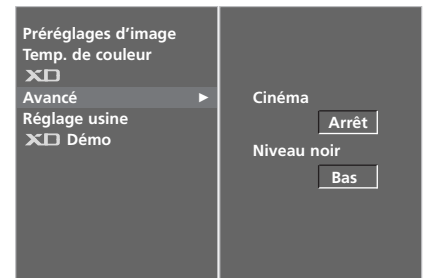 Préréglages d’image
Temp. de couleur
XD
Avancé ►
Réglage usine
XD Démo
Cinéma
Arrêt
Niveau noir
Bas